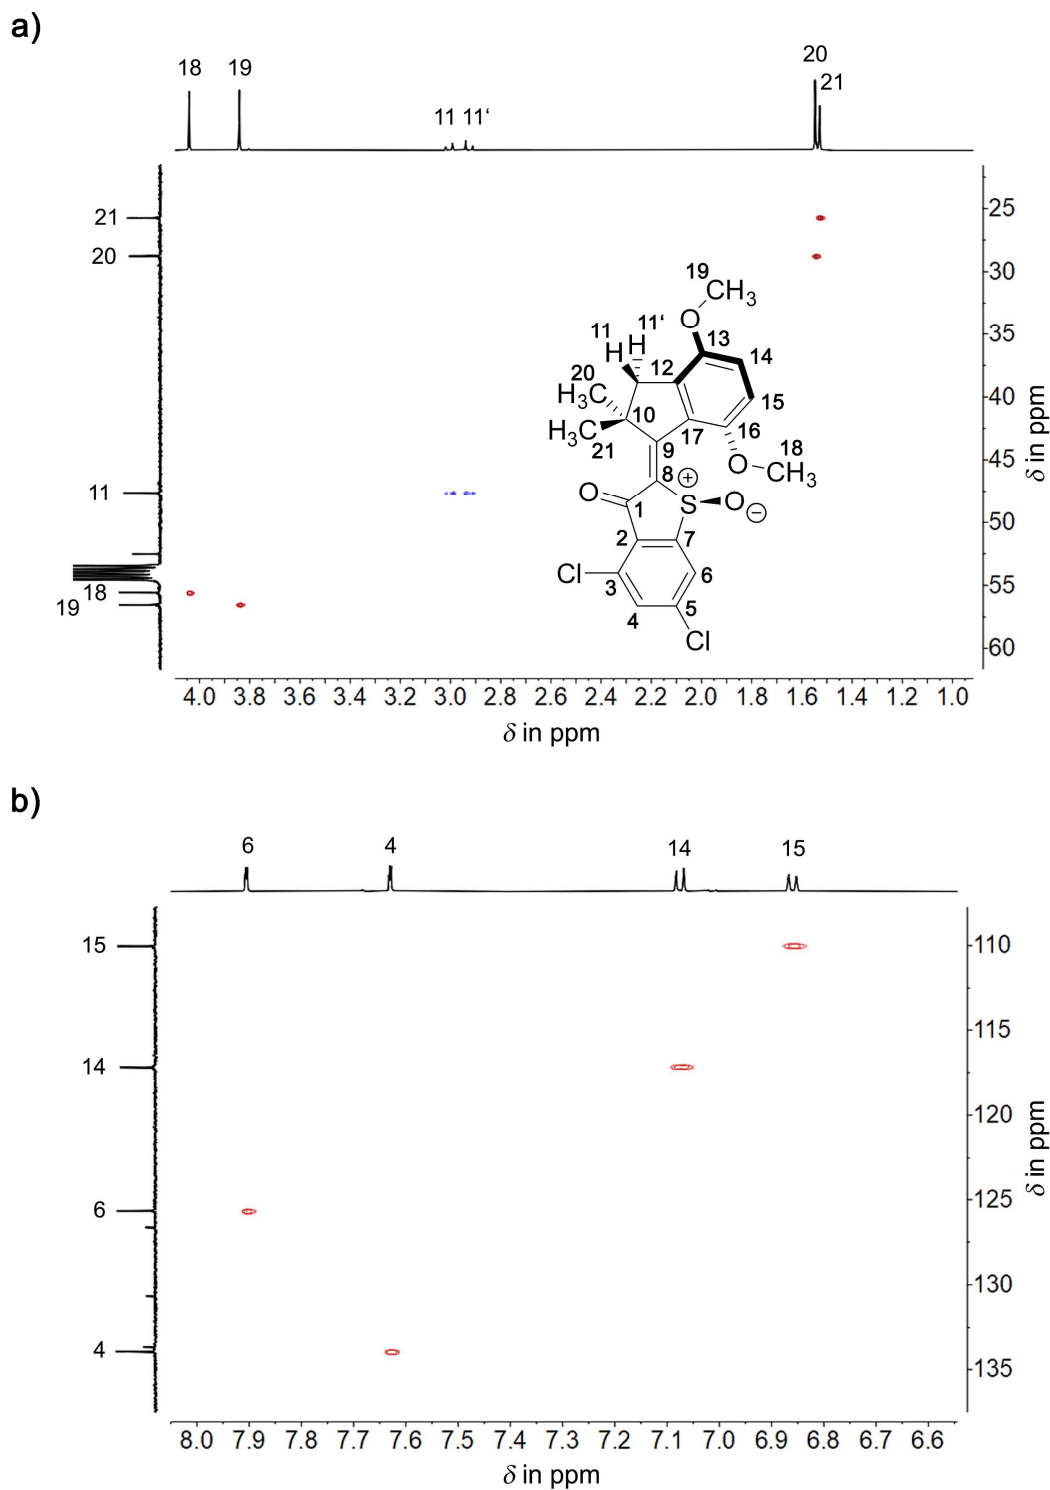 a)
20
18 19 21
11 11‘
21
20
11
18
19
25
30
35
40
45
50
55
60
δ in ppm
19
CH3
O
11 11‘
H H
13
14
12
15
20
H3C
10
16
17
H3C
21
9
O
18
CH3
8
⊕
O
1
S
O
⊖
2
7
Cl
3
6
4
5
Cl
4.0 3.8 3.6 3.4 3.2 3.0 2.8 2.6 2.4 2.2 2.0 1.8 1.6 1.4 1.2 1.0
δ in ppm
b)
6 4 14 15
15
14
6
4
110
115
120
125
130
135
δ in ppm
8.0 7.9 7.8 7.7 7.6 7.5 7.4 7.3 7.2 7.1 7.0 6.9 6.8 6.7 6.6
δ in ppm